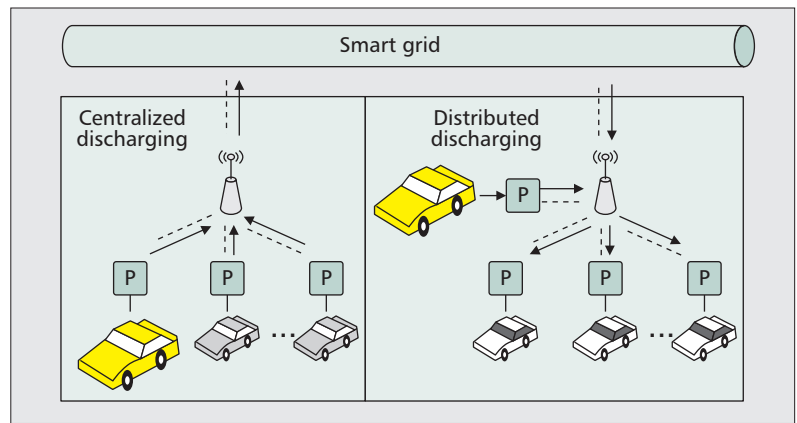 Smart grid
Centralized
discharging
Distributed
discharging
P
P P P
P P P
... ...